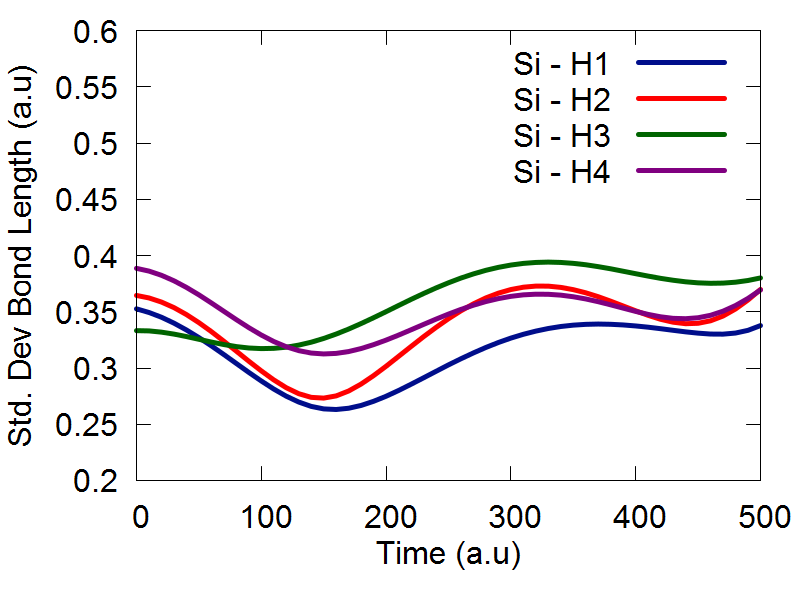 0.6
0.55
0.5
0.45
0.4
0.35
0.3
0.25
0.2
Std. Dev Bond Length (a.u)
Si - H1
Si - H2
Si - H3
Si - H4
0 100 200 300 400 500
Time (a.u)